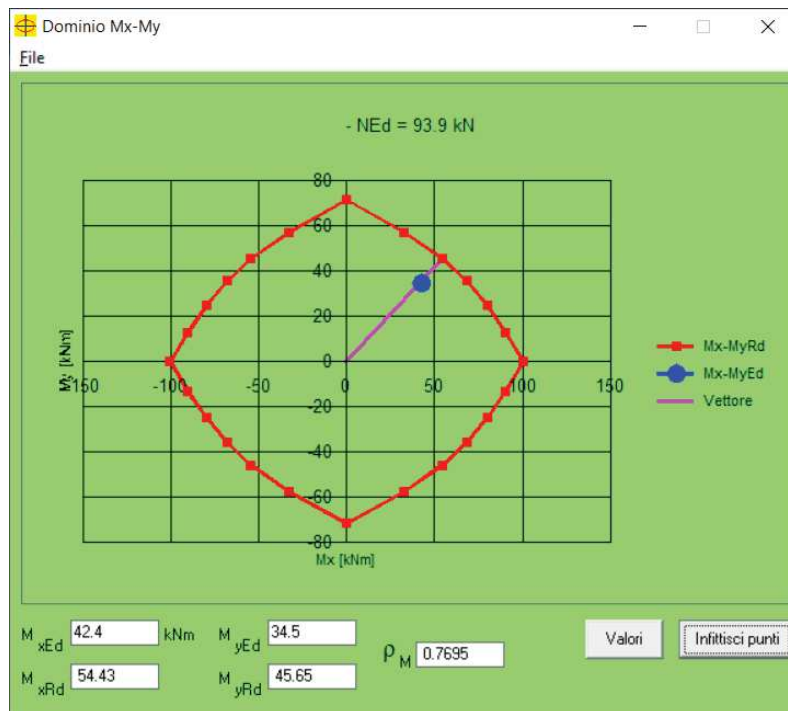 Dominio Mx-My
File
- NEd = 93.9 kN
80
60
40
20
0
-20
-40
-60
-80
-150 -100 -50 0 50 100 150
My [kNm]
Mx [kNm]
Mx-MyRd
Mx-MyEd
Vettore
M xEd 42.4 kNm M yEd 34.5
M xRd 54.43 M yRd 45.65
ρ M 0.7695
Valori
Infittisci punti